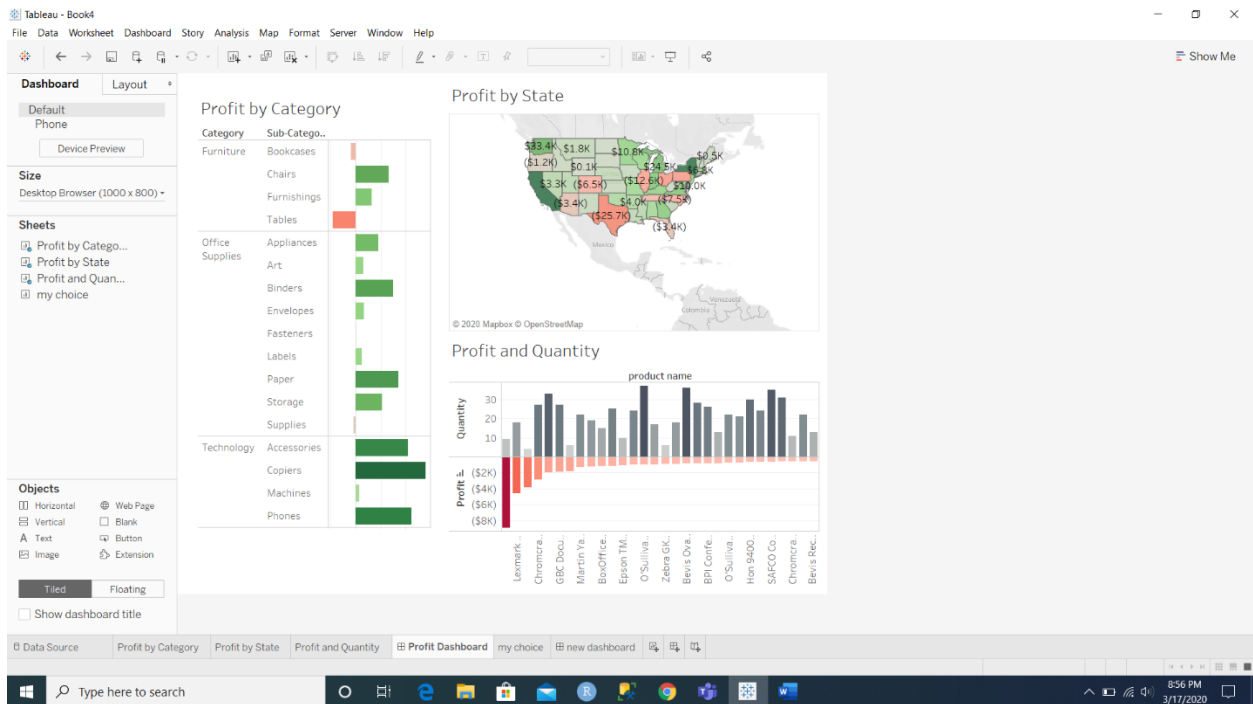 Tableau - Book4
File Data Worksheet Dashboard Story Analysis Map Format Server Window Help
Show Me
Dashboard Layout
Default
Phone
Device Preview
Size
Desktop Browser (1000 x 800)
Sheets
Profit by Catego...
Profit by State
Profit and Quan...
my choice
Objects
Horizontal Web Page
Vertical Blank
A Text Button
Image Extension
Tiled Floating
Show dashboard title
Profit by Category
Category Sub-Catego..
Furniture Bookcases
Chairs
Furnishings
Tables
Office Supplies Appliances
Art
Binders
Envelopes
Fasteners
Labels
Paper
Storage
Supplies
Technology Accessories
Copiers
Machines
Phones
Profit by State
$33.4K $1.8K $10.8K $0.5K
($1.2K) $0.1K $24.5K $6.8K
$3.3K ($6.5K) ($12.6K) $10.0K
($3.4K) $4.0K ($7.5K)
($25.7K) ($3.4K)
Mexico
Venezuela
Colombia
© 2020 Mapbox © OpenStreetMap
Profit and Quantity
product name
Quantity
30
20
10
Profit
($2K)
($4K)
($6K)
($8K)
Lexmark ..
Chromcra..
GBC Docu..
Martin Ya..
BoxOffice..
Epson TM..
O'Sulliva..
Zebra GK..
Bevis Ova..
BPI Confe..
O'Sulliva..
Hon 9400..
SAFCO Co..
Chromcra..
Bevis Rec..
Data Source Profit by Category Profit by State Profit and Quantity Profit Dashboard my choice new dashboard
Type here to search
8:56 PM
3/17/2020